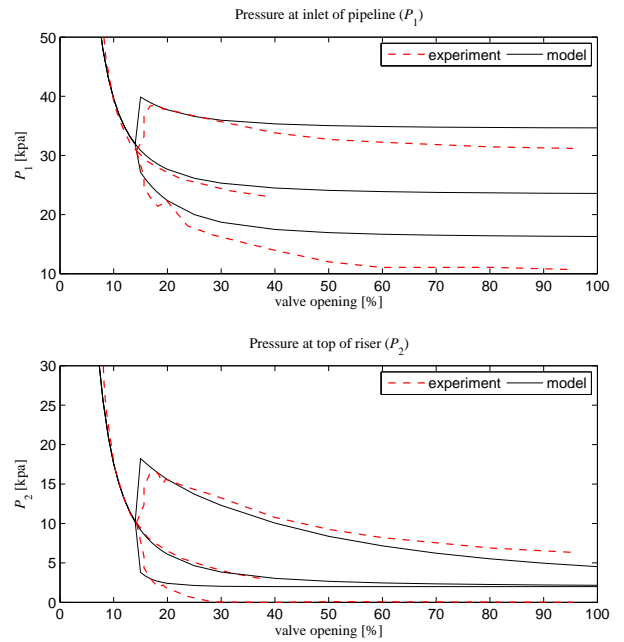 Pressure at inlet of pipeline (P1)
50
40
30
20
10
P1 [kpa]
experiment
model
0 10 20 30 40 50 60 70 80 90 100
valve opening [%]
Pressure at top of riser (P2)
30
25
20
15
10
5
0
P2 [kpa]
experiment
model
0 10 20 30 40 50 60 70 80 90 100
valve opening [%]